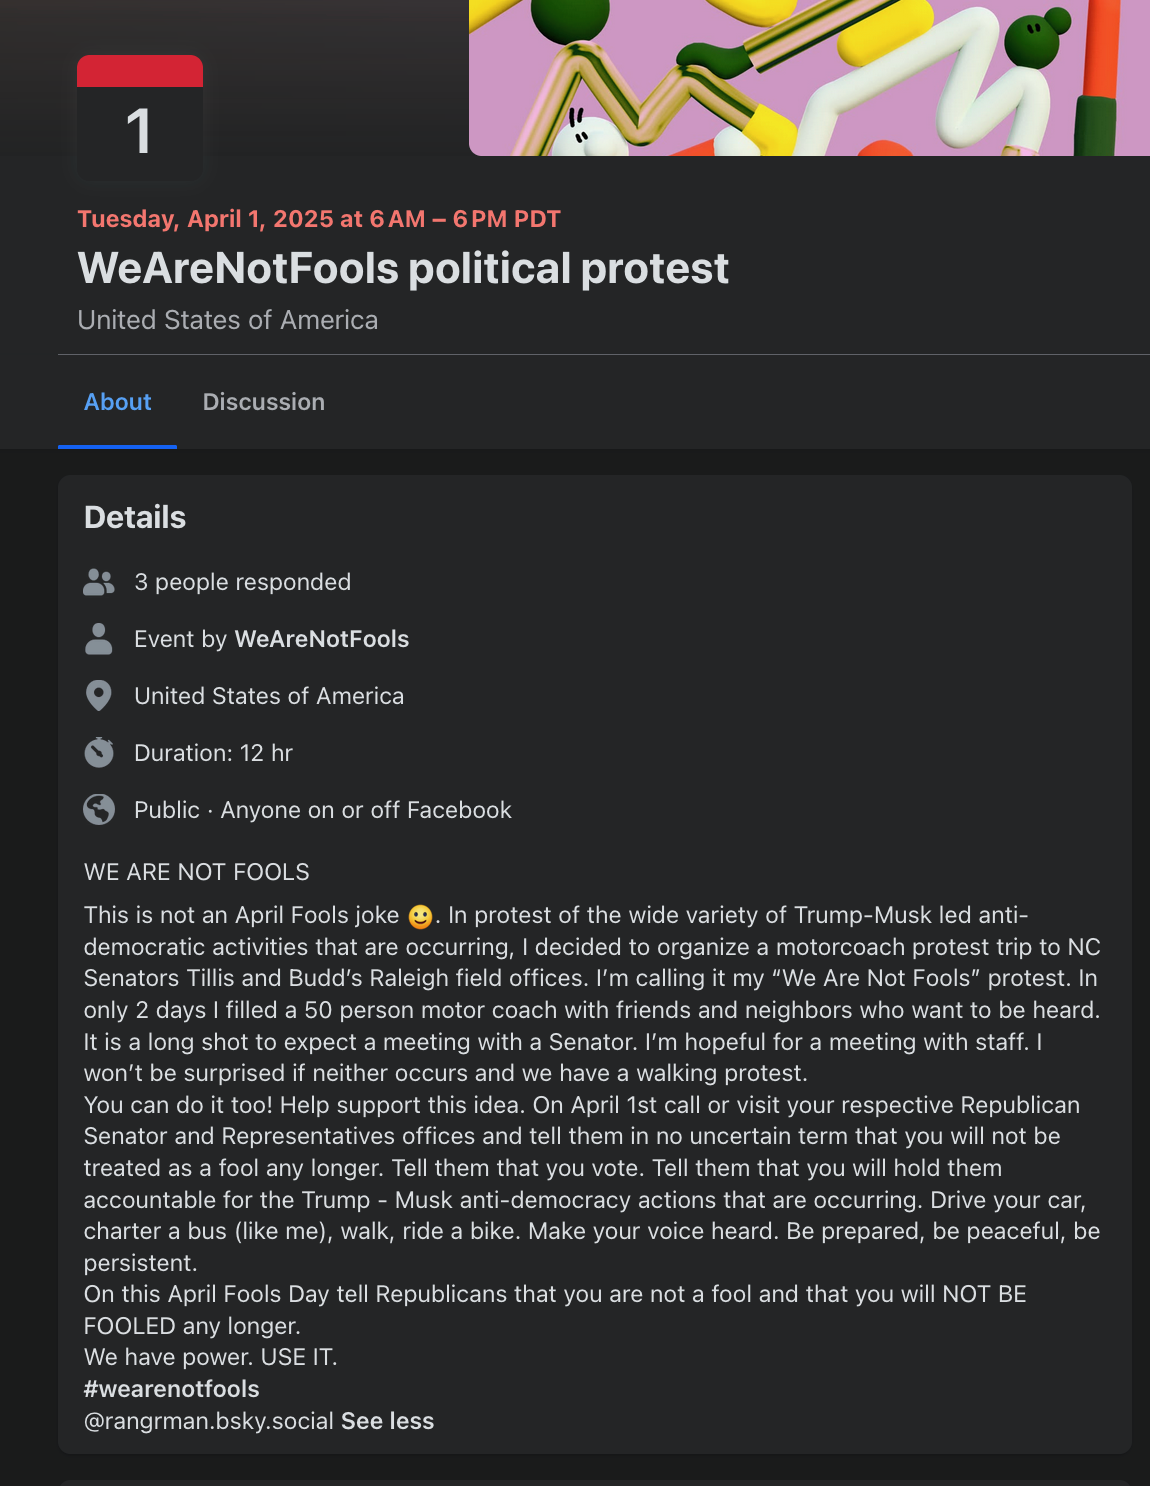 1
Tuesday, April 1, 2025 at 6 AM – 6 PM PDT
WeAreNotFools political protest
United States of America
About Discussion
Details
3 people responded
Event by WeAreNotFools
United States of America
Duration: 12 hr
Public · Anyone on or off Facebook
WE ARE NOT FOOLS
This is not an April Fools joke 🙂. In protest of the wide variety of Trump-Musk led anti-
democratic activities that are occurring, I decided to organize a motorcoach protest trip to NC
Senators Tillis and Budd’s Raleigh field offices. I’m calling it my “We Are Not Fools” protest. In
only 2 days I filled a 50 person motor coach with friends and neighbors who want to be heard.
It is a long shot to expect a meeting with a Senator. I’m hopeful for a meeting with staff. I
won’t be surprised if neither occurs and we have a walking protest.
You can do it too! Help support this idea. On April 1st call or visit your respective Republican
Senator and Representatives offices and tell them in no uncertain term that you will not be
treated as a fool any longer. Tell them that you vote. Tell them that you will hold them
accountable for the Trump - Musk anti-democracy actions that are occurring. Drive your car,
charter a bus (like me), walk, ride a bike. Make your voice heard. Be prepared, be peaceful, be
persistent.
On this April Fools Day tell Republicans that you are not a fool and that you will NOT BE
FOOLED any longer.
We have power. USE IT.
#wearenotfools
@rangrman.bsky.social See less